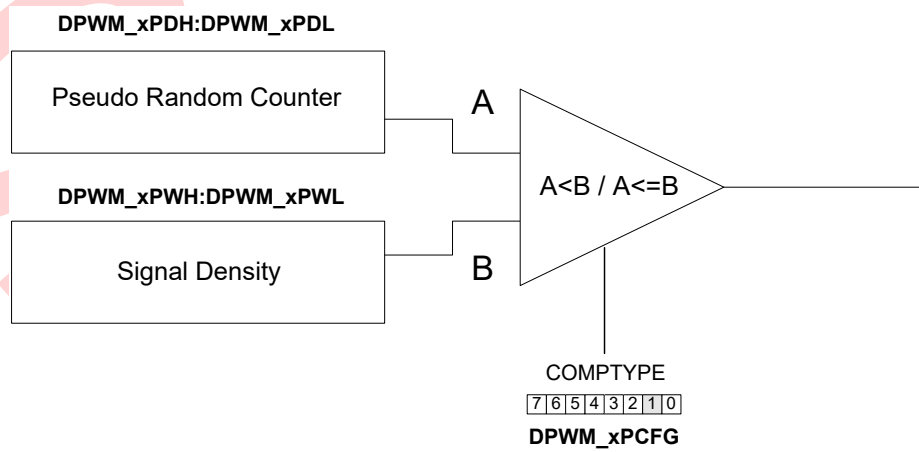 DPWM_xPDH:DPWM_xPDL
Pseudo Random Counter
A
DPWM_xPWH:DPWM_xPWL
Signal Density
B
A<B / A<=B
COMPTYPE
7 6 5 4 3 2 1 0
DPWM_xPCFG